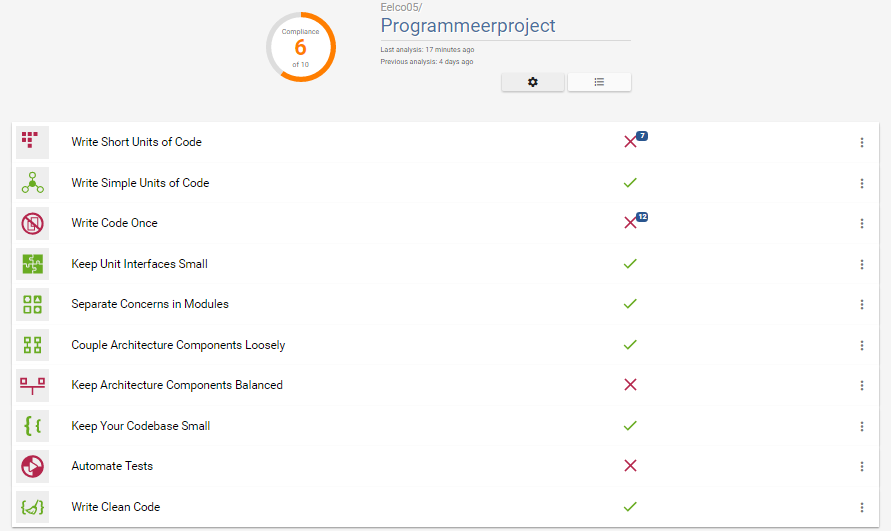 Compliance
6
of 10
Eelco05/
Programmeerproject
Last analysis: 17 minutes ago
Previous analysis: 4 days ago
Write Short Units of Code
7
Write Simple Units of Code
Write Code Once
12
Keep Unit Interfaces Small
Separate Concerns in Modules
Couple Architecture Components Loosely
Keep Architecture Components Balanced
Keep Your Codebase Small
Automate Tests
Write Clean Code